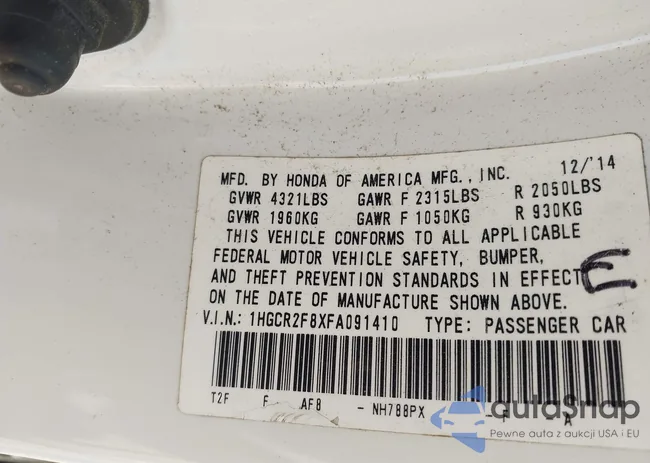 MFD. BY HONDA OF AMERICA MFG., INC. 12/'14
GVWR 4321LBS GAWR F 2315LBS R 2050LBS
GVWR 1960KG GAWR F 1050KG R 930KG
THIS VEHICLE CONFORMS TO ALL APPLICABLE
FEDERAL MOTOR VEHICLE SAFETY, BUMPER,
AND THEFT PREVENTION STANDARDS IN EFFECT E
ON THE DATE OF MANUFACTURE SHOWN ABOVE.
V.I.N.: 1HGCR2F8XFA091410 TYPE: PASSENGER CAR
T2F F AF8 - NH788PX F A
autaSnap
Pewne auta z aukcji USA i EU